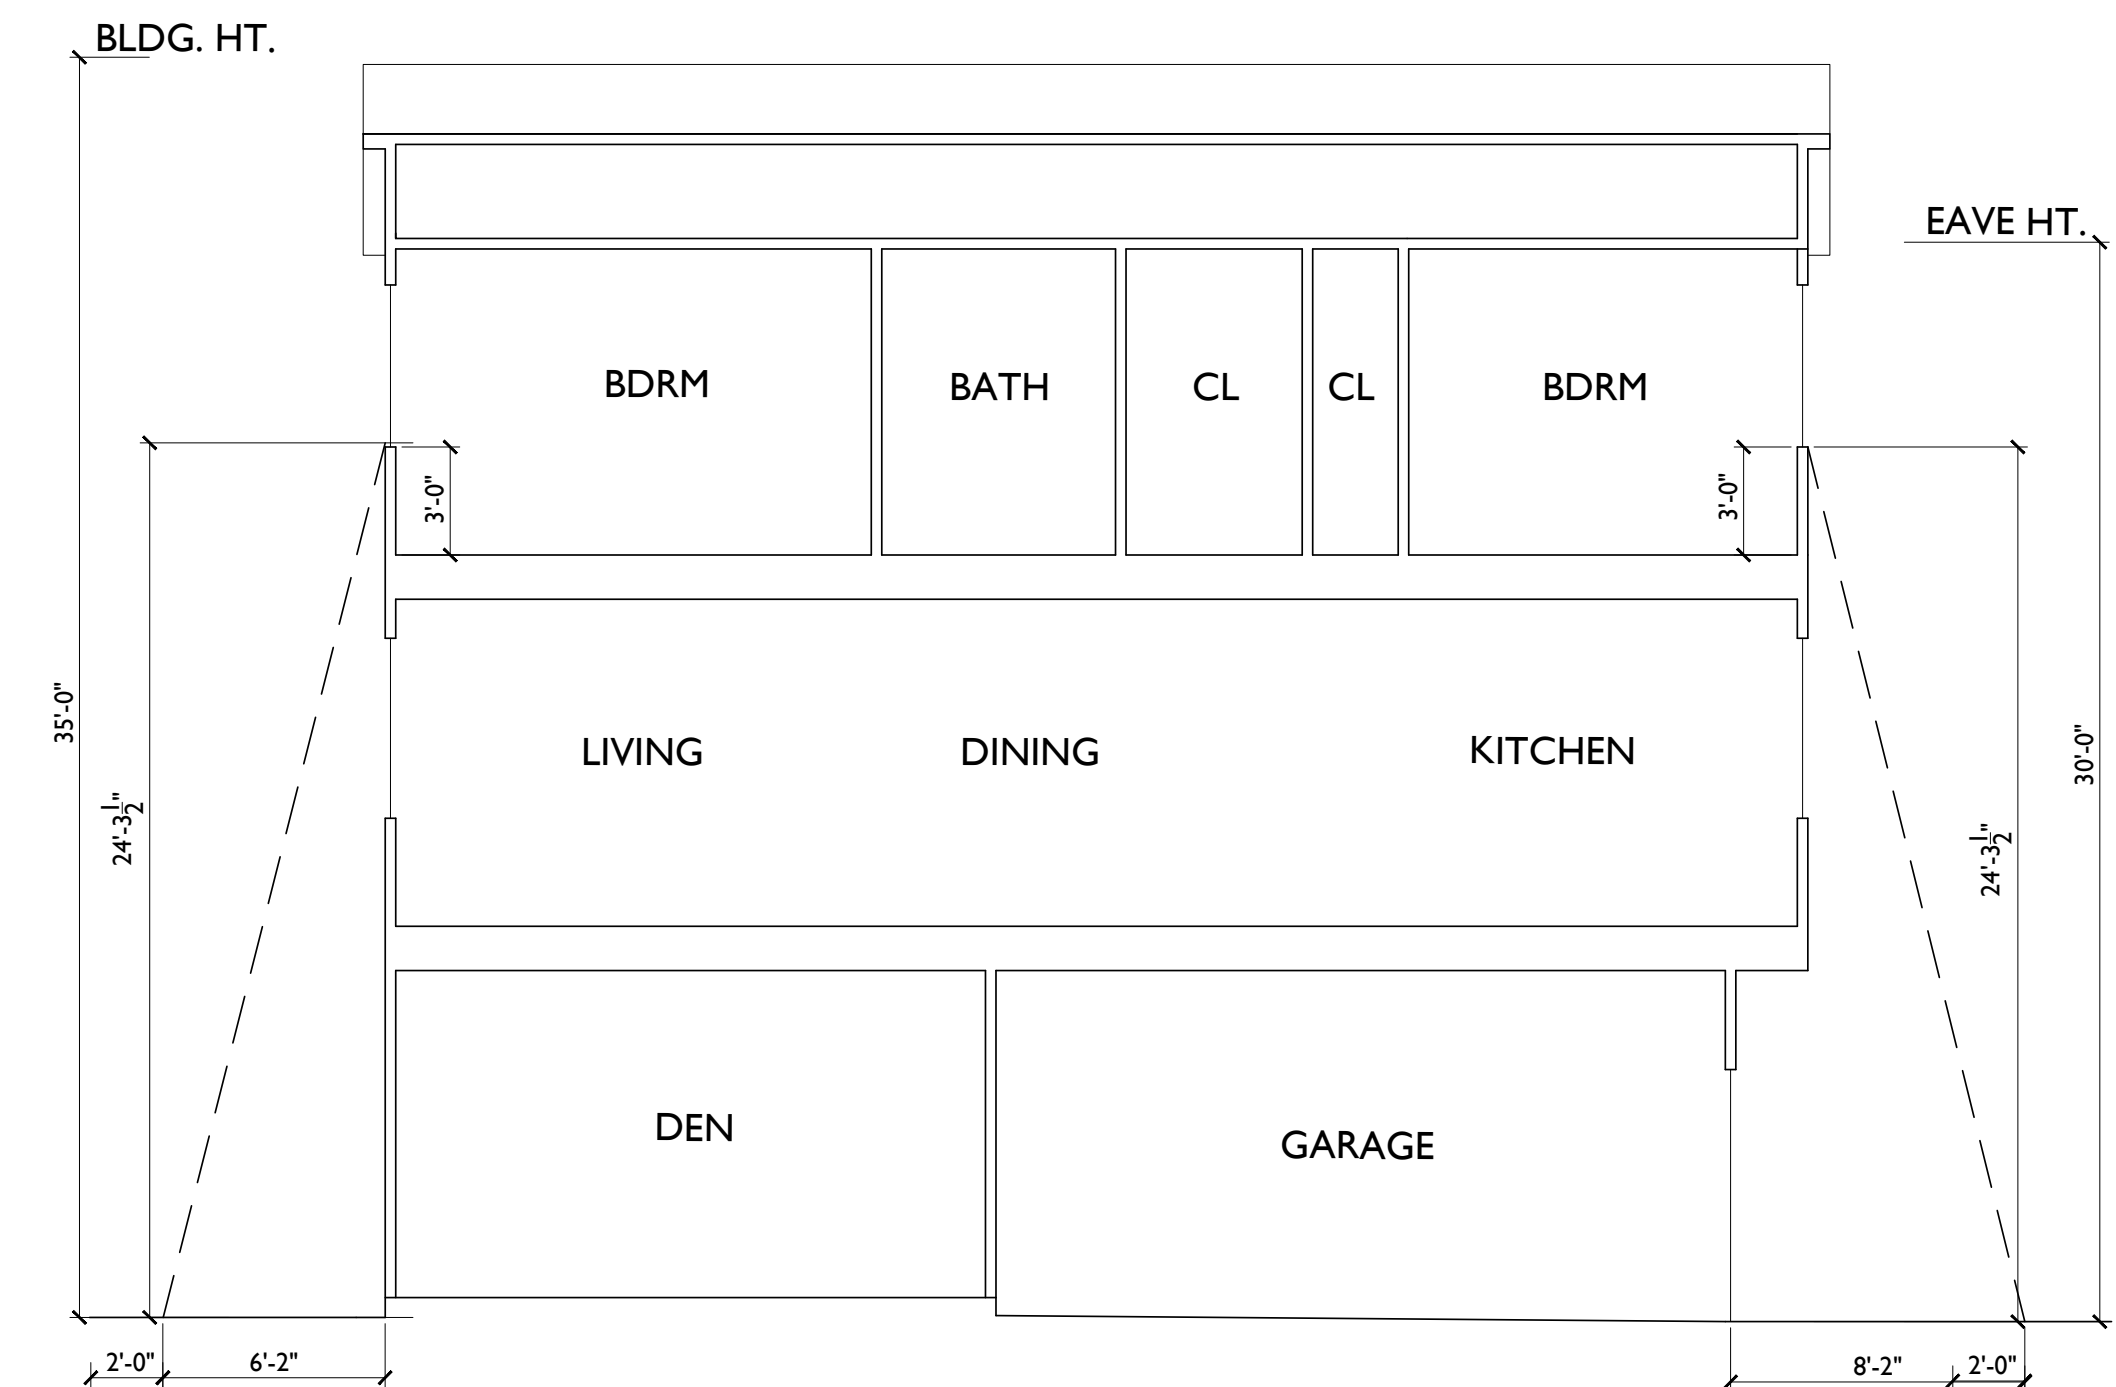 BLDG. HT.
EAVE HT.
BDRM
BATH
CL
CL
BDRM
3'-0"
3'-0"
35'-0"
24'-3½"
LIVING
DINING
KITCHEN
30'-0"
24'-3½"
DEN
GARAGE
2'-0"
6'-2"
8'-2"
2'-0"